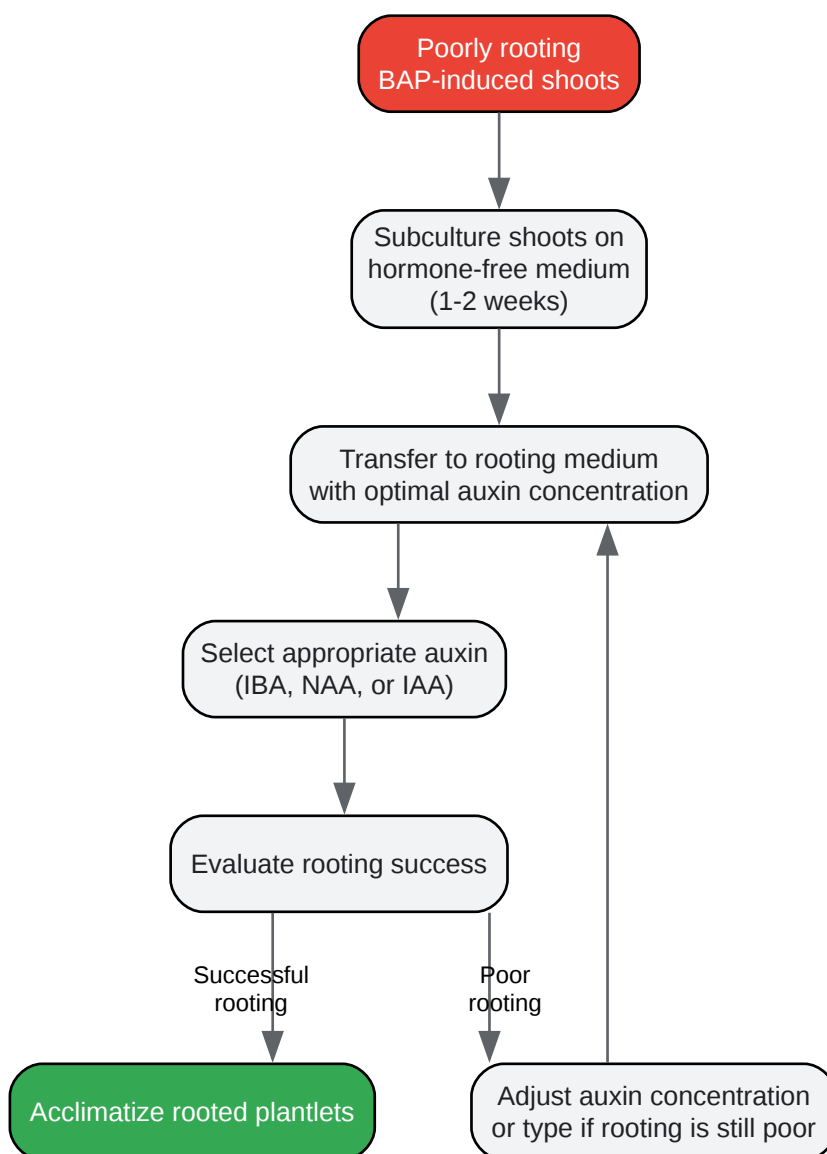 Poorly rooting
BAP-induced shoots
Subculture shoots on
hormone-free medium
(1-2 weeks)
Transfer to rooting medium
with optimal auxin concentration
Select appropriate auxin
(IBA, NAA, or IAA)
Evaluate rooting success
Successful
rooting
Poor
rooting
Acclimatize rooted plantlets
Adjust auxin concentration
or type if rooting is still poor